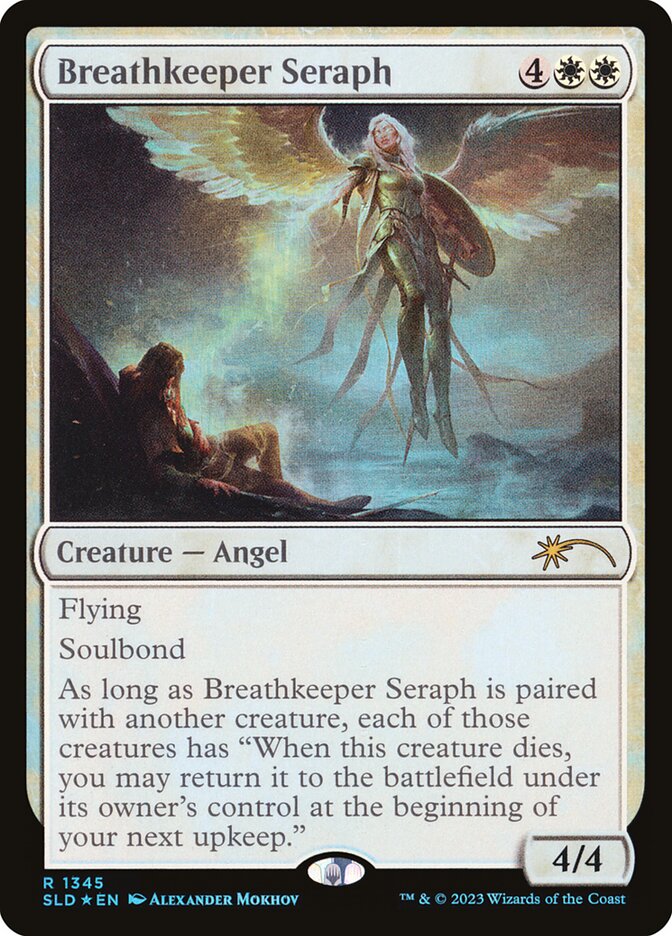 Breathkeeper Seraph 4
Creature — Angel
Flying
Soulbond
As long as Breathkeeper Seraph is paired
with another creature, each of those
creatures has “When this creature dies,
you may return it to the battlefield under
its owner’s control at the beginning of
your next upkeep.”
4/4
R 1345
SLD ★ EN Alexander Mokhov
™ & © 2023 Wizards of the Coast